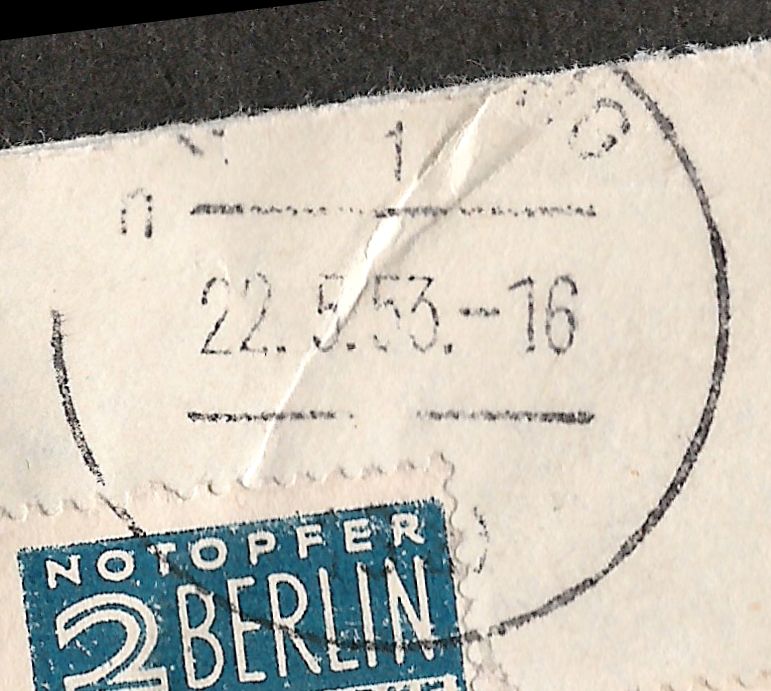 1
22. 5.53.-16
NOTOPFER
2 BERLIN